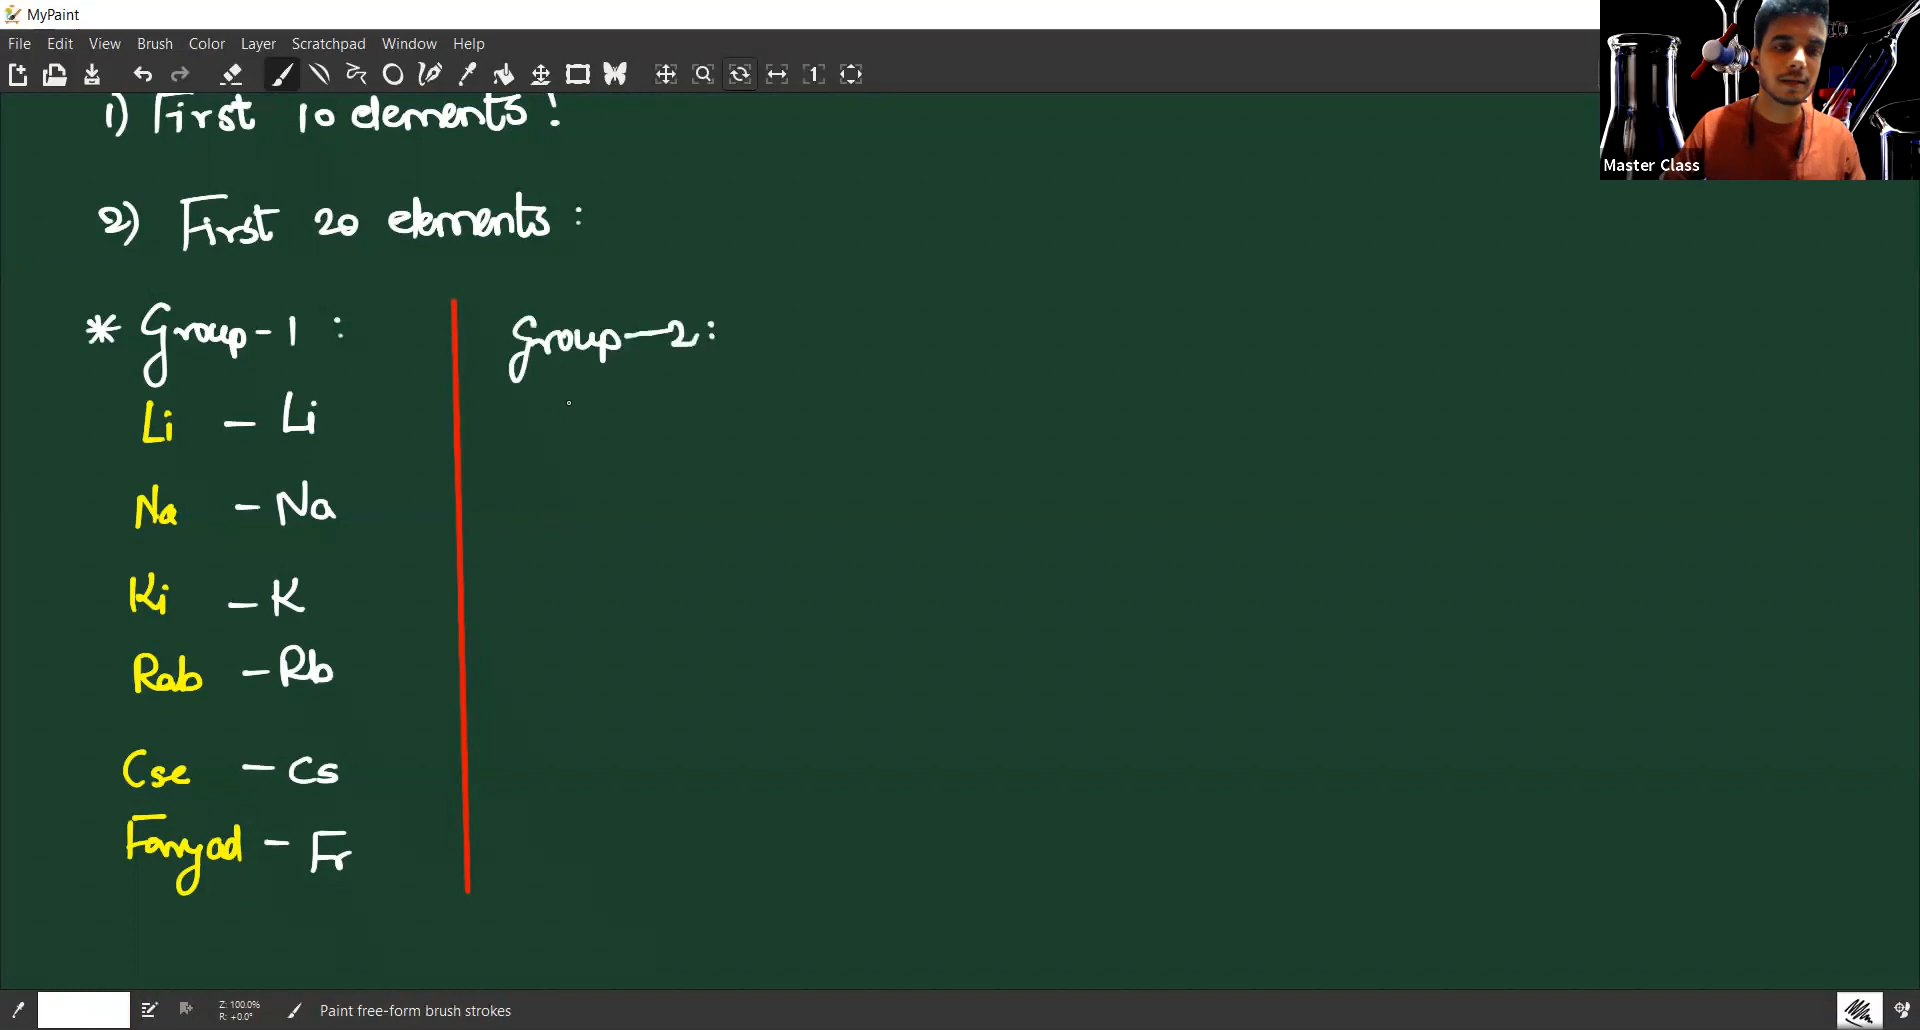 MyPaint
File Edit View Brush Color Layer Scratchpad Window Help
Master Class
1) First 10 elements :
2) First 20 elements :
* Group-1 :
Li - Li
Na - Na
Ki - K
Rab - Rb
Cse - Cs
Faryad - Fr
Group-2 :
Z: 100.0%
R: +0.0°
Paint free-form brush strokes